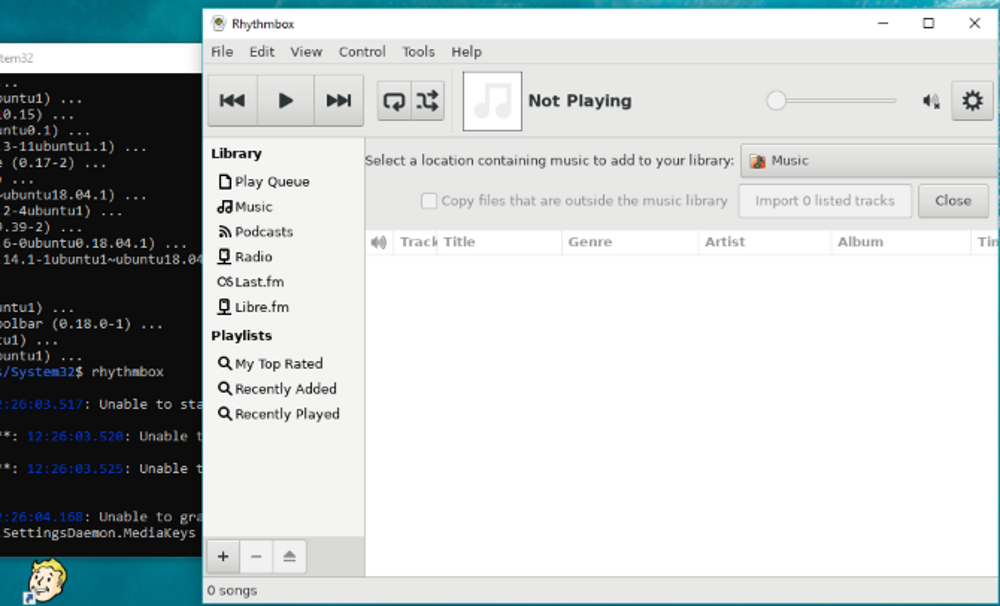 Rhythmbox
File Edit View Control Tools Help
Not Playing
Library
Play Queue
Music
Podcasts
Radio
Last.fm
Libre.fm
Playlists
My Top Rated
Recently Added
Recently Played
Select a location containing music to add to your library: Music
Copy files that are outside the music library Import 0 listed tracks Close
Track Title Genre Artist Album Tim
0 songs
tem32
...
untu1) ...
0.15) ...
ntu0.1) ...
3-11ubuntu1.1) ...
e (0.17-2) ...
...
~ubuntu18.04.1) ...
2-4ubuntu1) ...
.39-2) ...
6-0ubuntu0.18.04.1) ...
14.1-1ubuntu1~ubuntu18.04
ntu1) ...
olbar (0.18.0-1) ...
u1) ...
untu1) ...
s/System32$ rhythmbox
2:26:03.517: Unable to sta
**: 12:26:03.520: Unable t
**: 12:26:03.525: Unable t
2:26:04.168: Unable to gra
.SettingsDaemon.MediaKeys